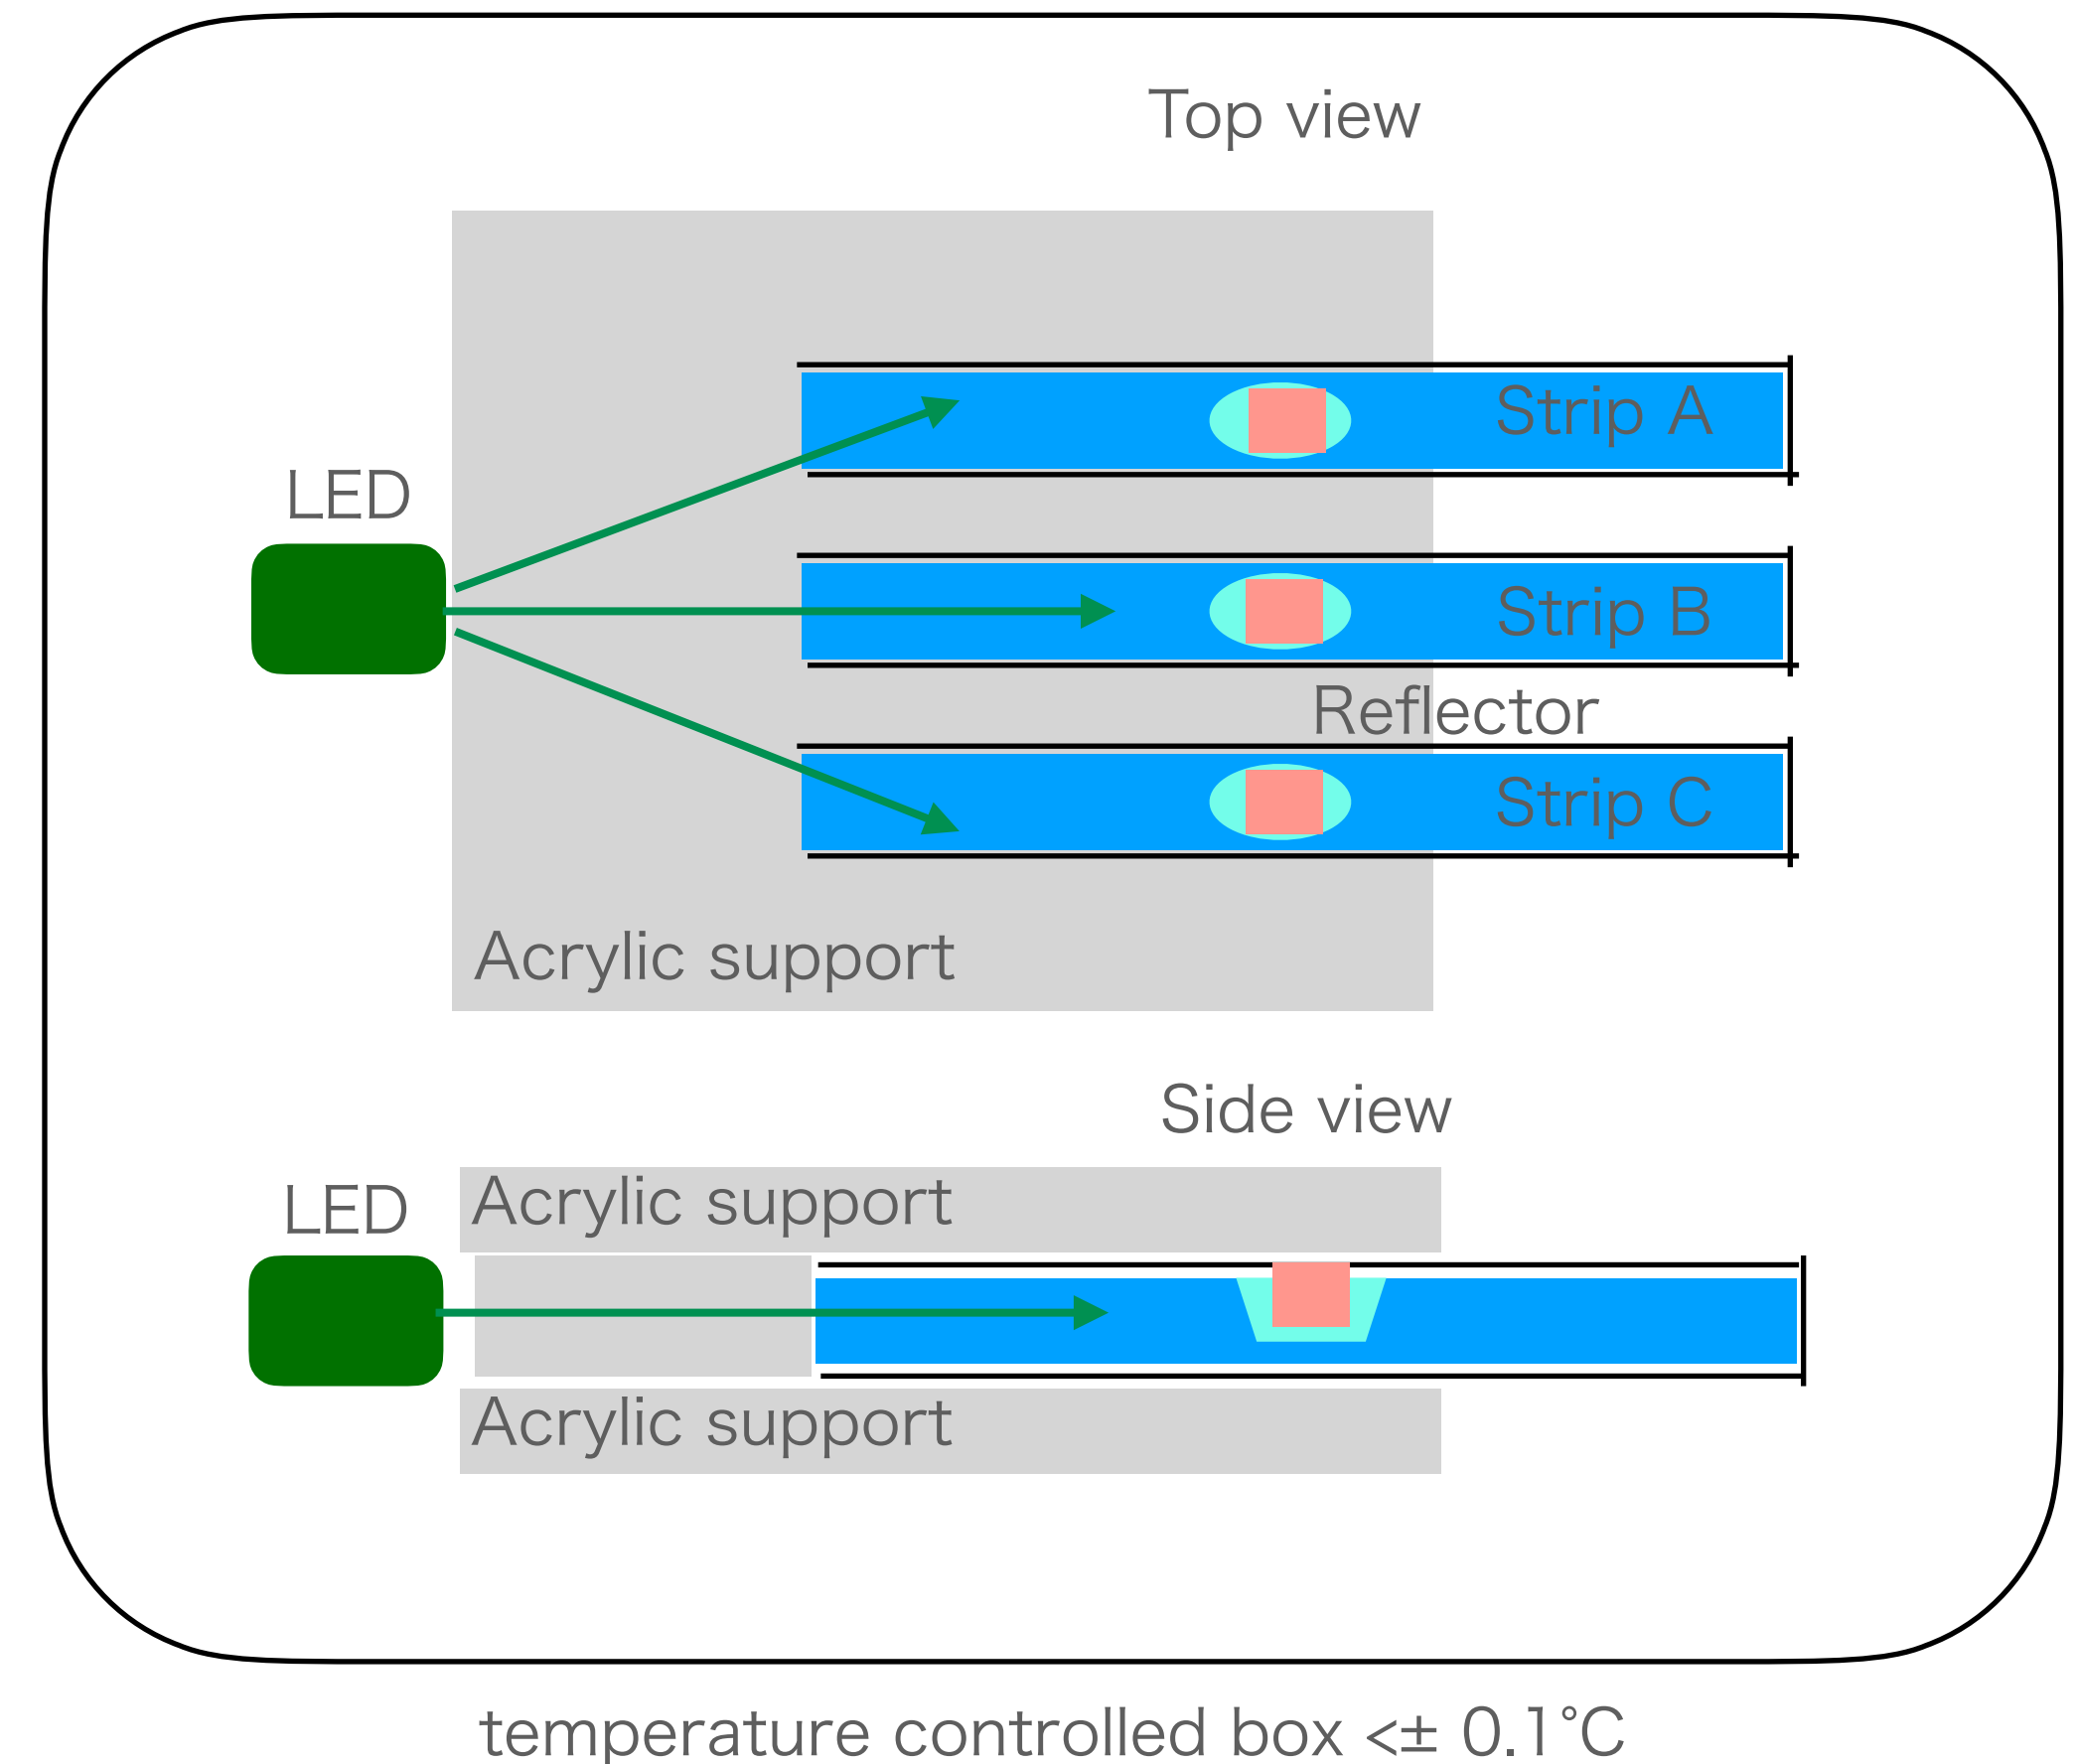 Top view
Strip A
LED
Strip B
Reflector
Strip C
Acrylic support
Side view
LED
Acrylic support
Acrylic support
temperature controlled box <± 0.1°C